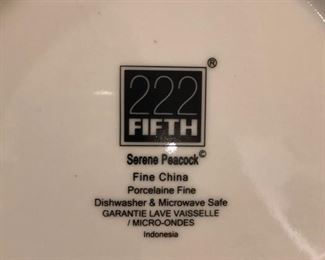 222
FIFTH
®
Serene Peacock©
Fine China
Porcelaine Fine
Dishwasher & Microwave Safe
GARANTIE LAVE VAISSELLE
/ MICRO-ONDES
Indonesia